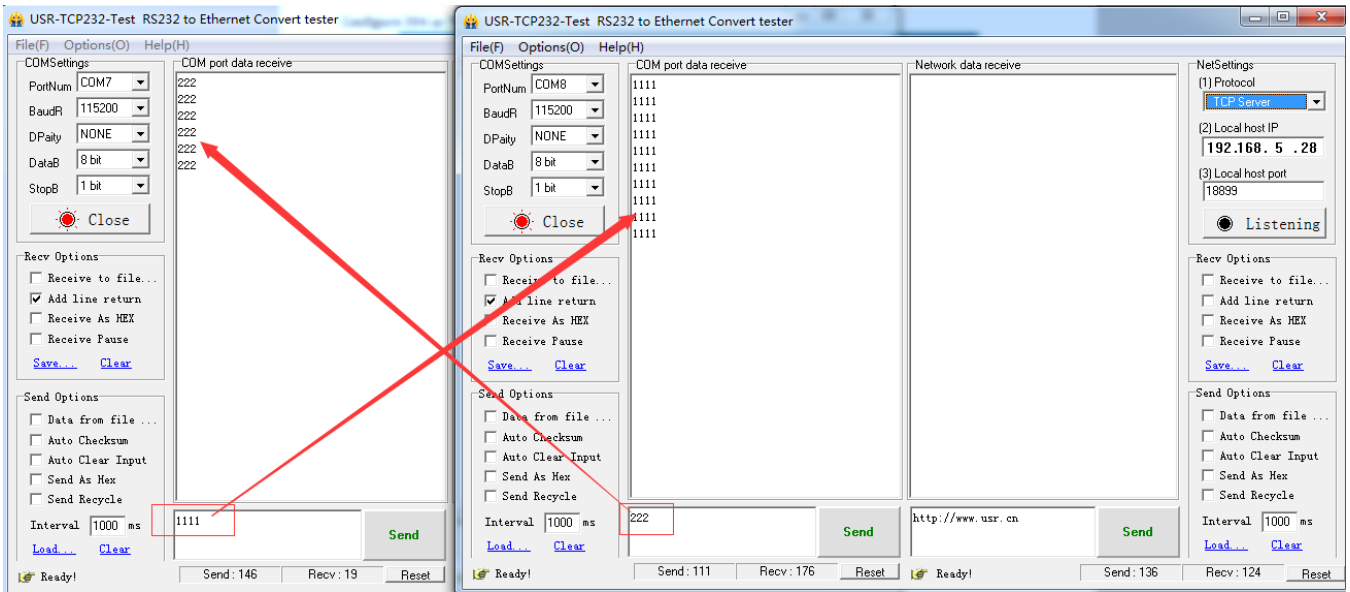 USR-TCP232-Test RS232 to Ethernet Convert tester
File(F) Options(O) Help(H)
COMSettings
PortNum COM7
BaudR 115200
DPaity NONE
DataB 8 bit
StopB 1 bit
Close
Recv Options
Receive to file...
Add line return
Receive As HEX
Receive Pause
Save... Clear
Send Options
Data from file ...
Auto Checksum
Auto Clear Input
Send As Hex
Send Recycle
Interval 1000 ms
Load... Clear
COM port data receive
222
222
222
222
222
222
1111
Send
Ready!
Send : 146
Recv : 19
Reset
USR-TCP232-Test RS232 to Ethernet Convert tester
File(F) Options(O) Help(H)
COMSettings
PortNum COM8
BaudR 115200
DPaity NONE
DataB 8 bit
StopB 1 bit
Close
Recv Options
Receive to file...
Add line return
Receive As HEX
Receive Pause
Save... Clear
Send Options
Data from file ...
Auto Checksum
Auto Clear Input
Send As Hex
Send Recycle
Interval 1000 ms
Load... Clear
COM port data receive
1111
1111
1111
1111
1111
1111
1111
1111
1111
1111
222
Send
Ready!
Send : 111
Recv : 176
Reset
Network data receive
http://www.usr.cn
Send
Ready!
Send : 136
Recv : 124
Reset
NetSettings
(1) Protocol
TCP Server
(2) Local host IP
192.168. 5 .28
(3) Local host port
18899
Listening
Recv Options
Receive to file...
Add line return
Receive As HEX
Receive Pause
Save... Clear
Send Options
Data from file ...
Auto Checksum
Auto Clear Input
Send As Hex
Send Recycle
Interval 1000 ms
Load... Clear